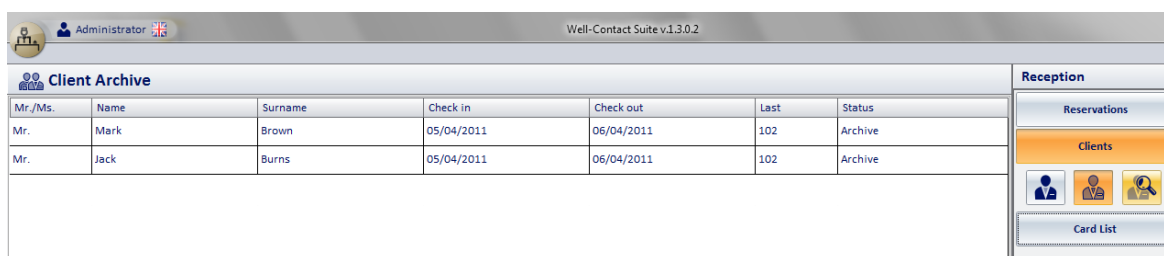 Administrator
Well-Contact Suite v.1.3.0.2
Client Archive
Mr./Ms. Name Surname Check in Check out Last Status
Mr. Mark Brown 05/04/2011 06/04/2011 102 Archive
Mr. Jack Burns 05/04/2011 06/04/2011 102 Archive
Reception
Reservations
Clients
Card List